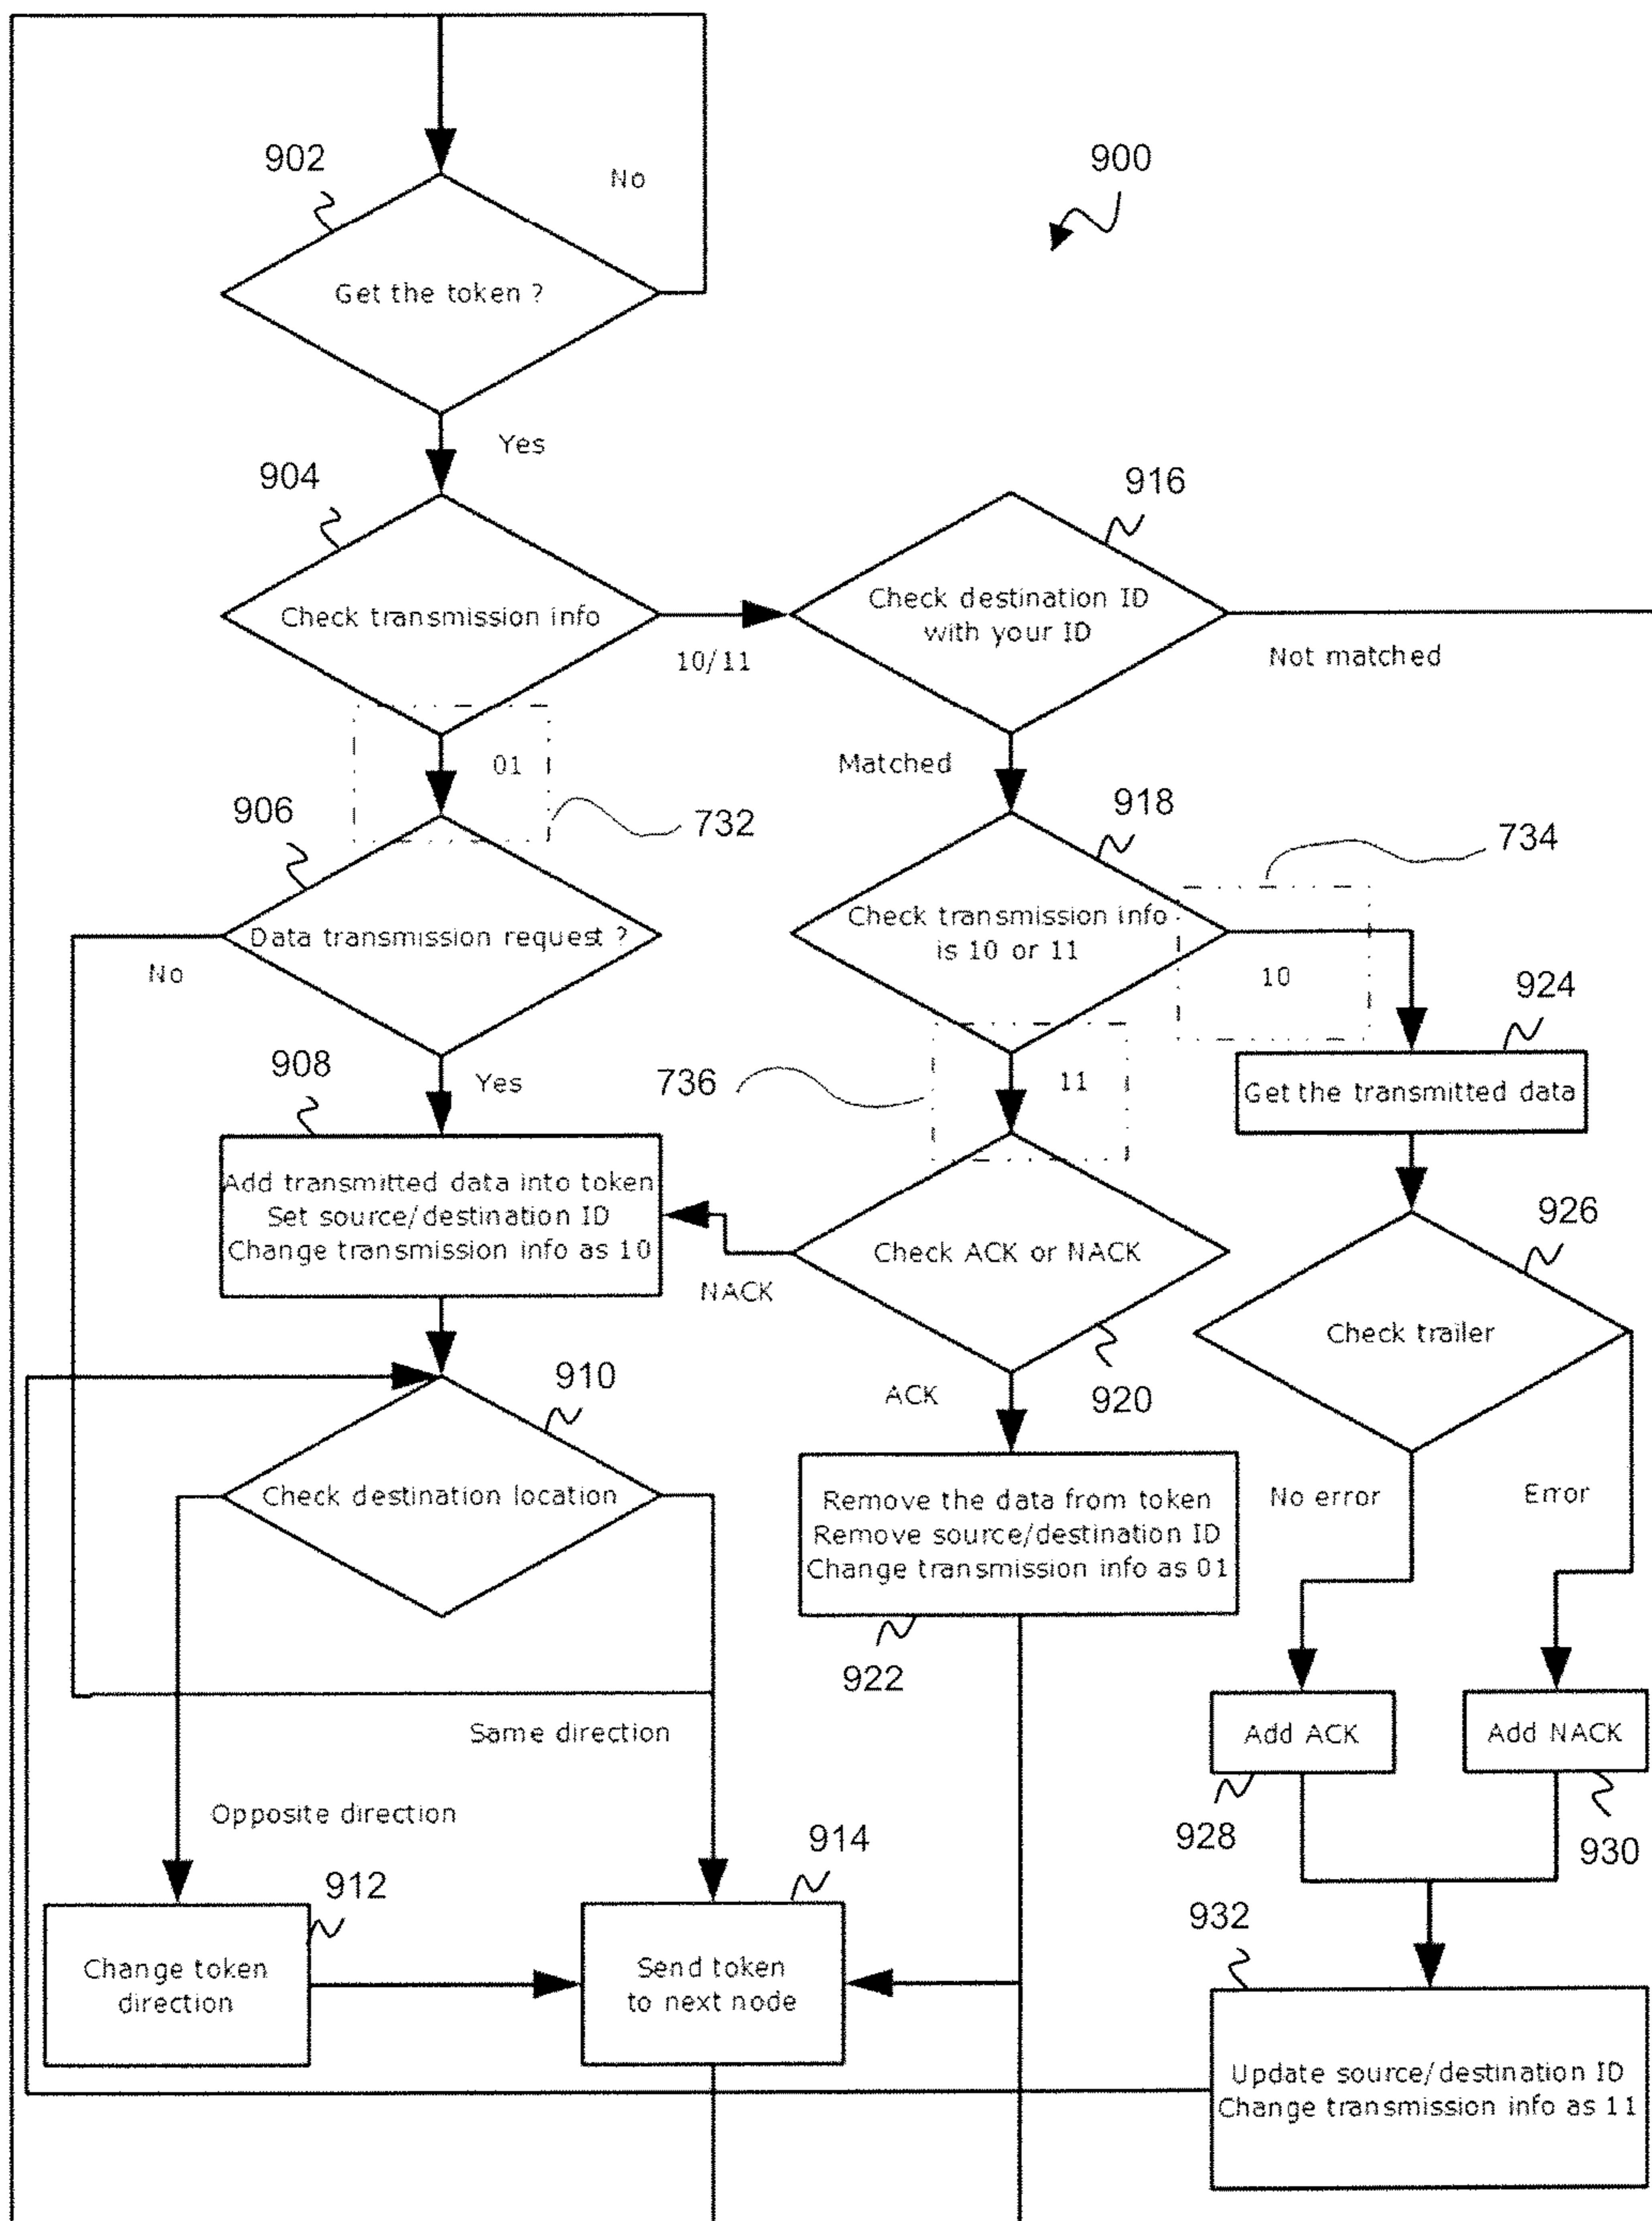 902
No
900
Get the token ?
Yes
904
916
Check transmission info
10/11
Check destination ID
with your ID
Not matched
01
732
Matched
906
918
734
Data transmission request ?
No
Check transmission info
is 10 or 11
10
924
908
Yes
736
11
Get the transmitted data
Add transmitted data into token
Set source/destination ID
Change transmission info as 10
NACK
Check ACK or NACK
926
Check trailer
910
ACK
920
Check destination location
Remove the data from token
Remove source/destination ID
Change transmission info as 01
No error
Error
922
Same direction
Add ACK
Add NACK
Opposite direction
914
928
930
912
932
Change token
direction
Send token
to next node
Update source/destination ID
Change transmission info as 11